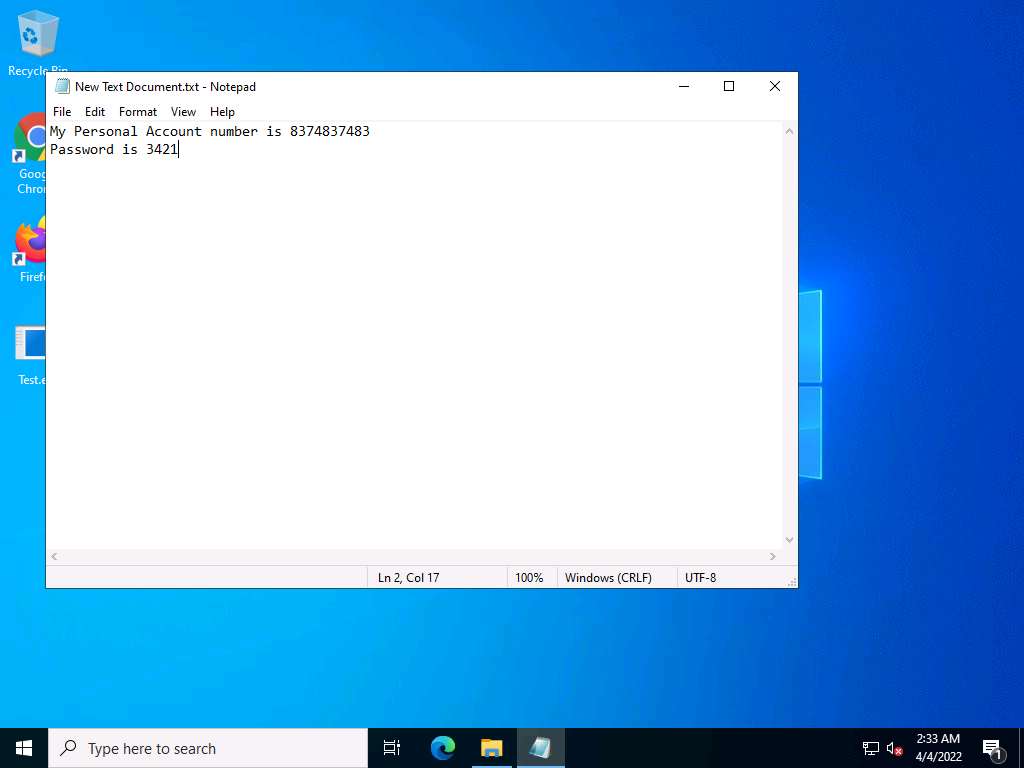 Recycle Bin
New Text Document.txt - Notepad
File Edit Format View Help
My Personal Account number is 8374837483
Password is 3421
Goog
Chro
Firef
Test.e
Ln 2, Col 17 100% Windows (CRLF) UTF-8
Type here to search
2:33 AM
4/4/2022
1